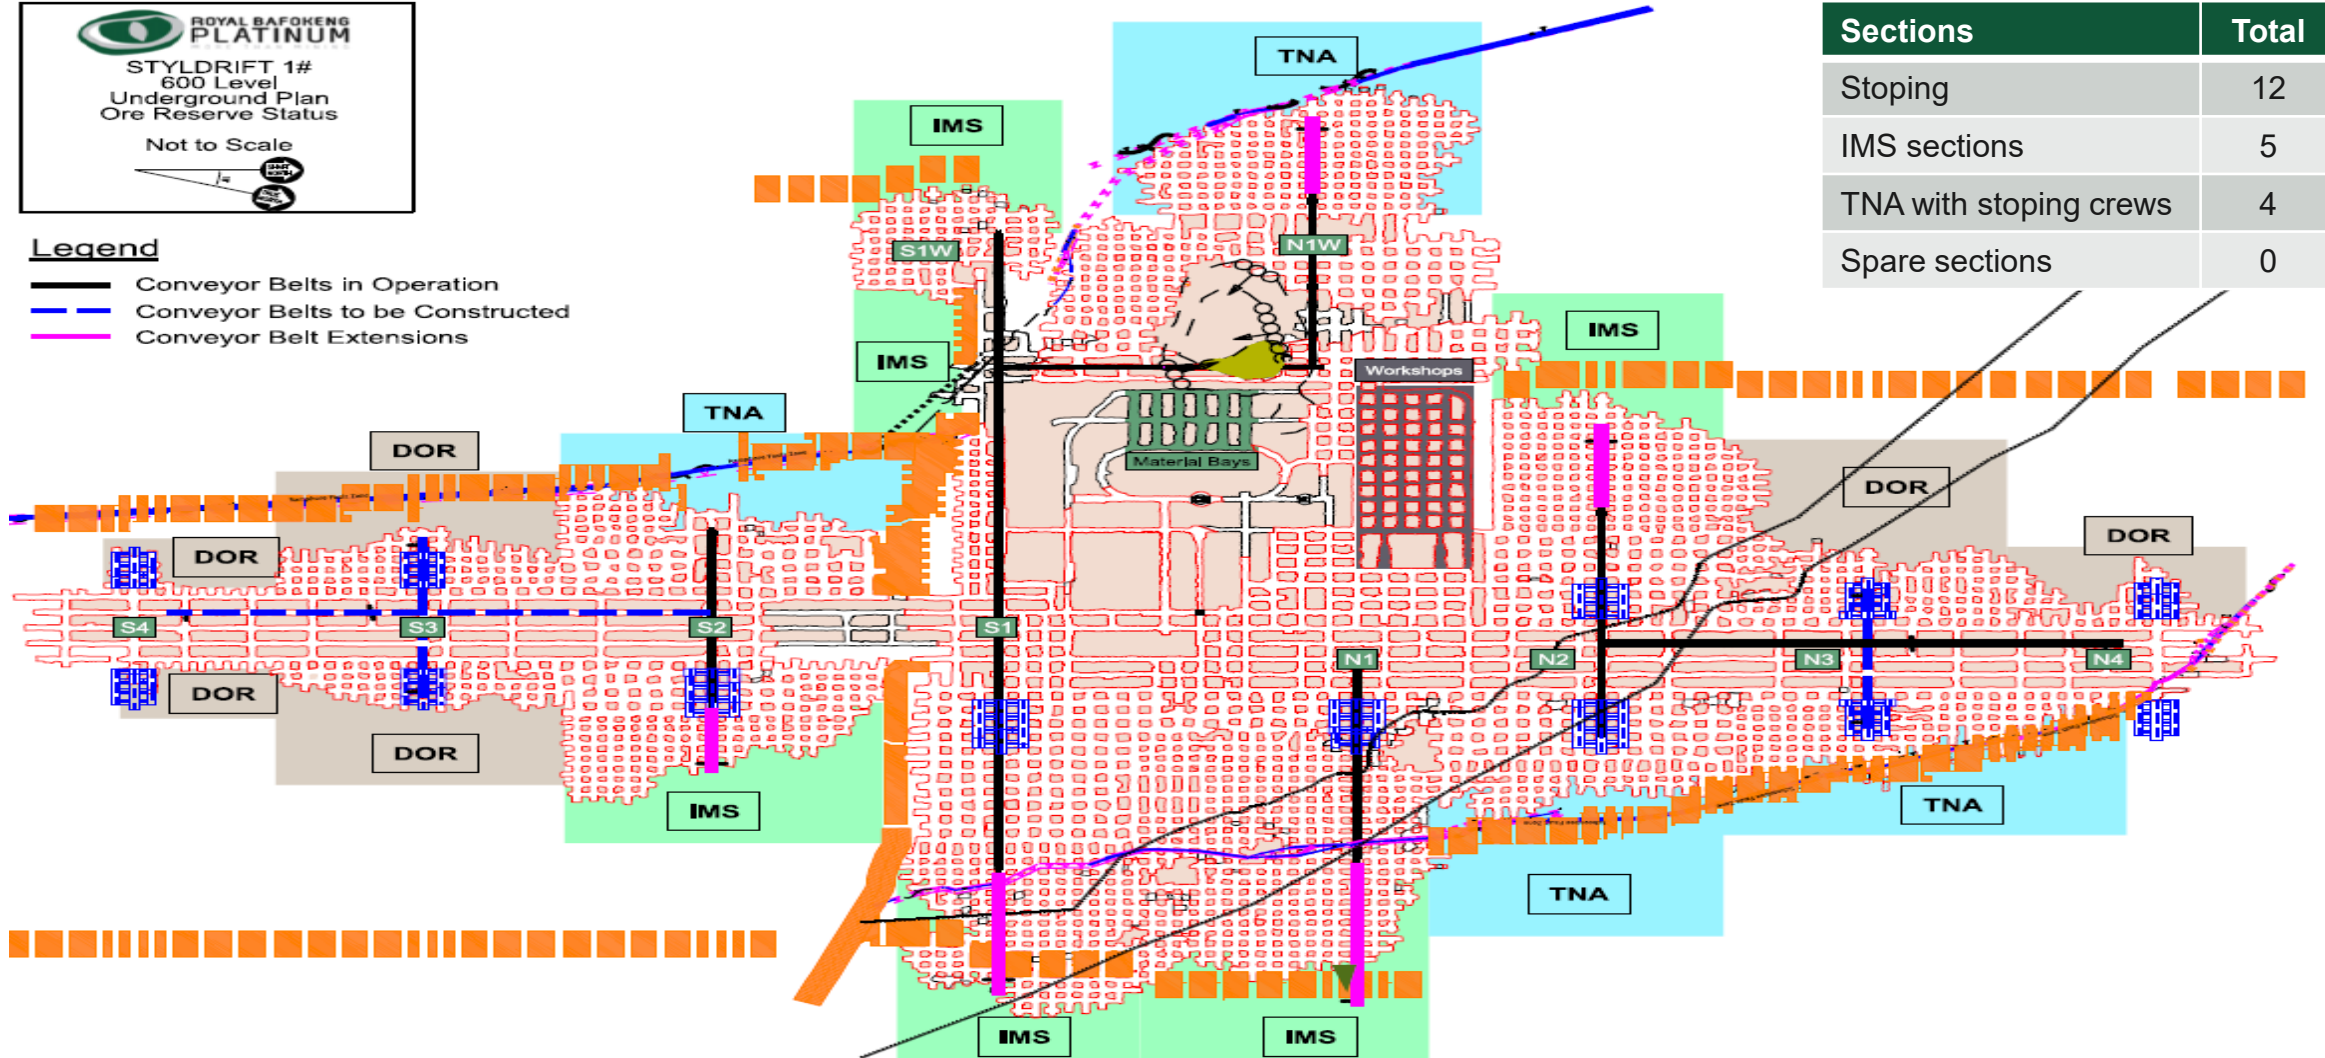 ROYAL BAFOKENG
PLATINUM
MORE THAN MINING
STYLDRIFT 1#
600 Level
Underground Plan
Ore Reserve Status
Not to Scale
Legend
Conveyor Belts in Operation
Conveyor Belts to be Constructed
Conveyor Belt Extensions
Sections Total
Stoping 12
IMS sections 5
TNA with stoping crews 4
Spare sections 0
TNA
IMS
S1W
N1W
IMS
IMS
Workshops
TNA
DOR
Material Bays
DOR
DOR
DOR
S4
S3
S2
S1
N1
N2
N3
N4
DOR
DOR
IMS
TNA
TNA
IMS
IMS